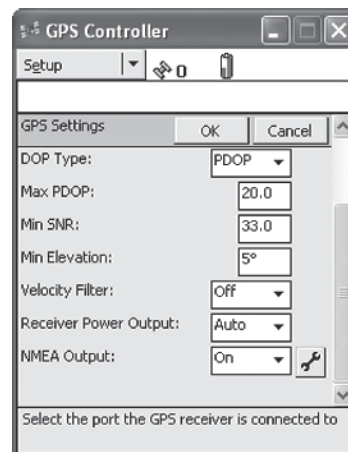 GPS Controller
Setup 0
GPS Settings OK Cancel
DOP Type: PDOP
Max PDOP: 20.0
Min SNR: 33.0
Min Elevation: 5°
Velocity Filter: Off
Receiver Power Output: Auto
NMEA Output: On
Select the port the GPS receiver is connected to